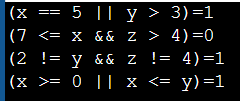 (x == 5 || y > 3)=1
(7 <= x && z > 4)=0
(2 != y && z != 4)=1
(x >= 0 || x <= y)=1